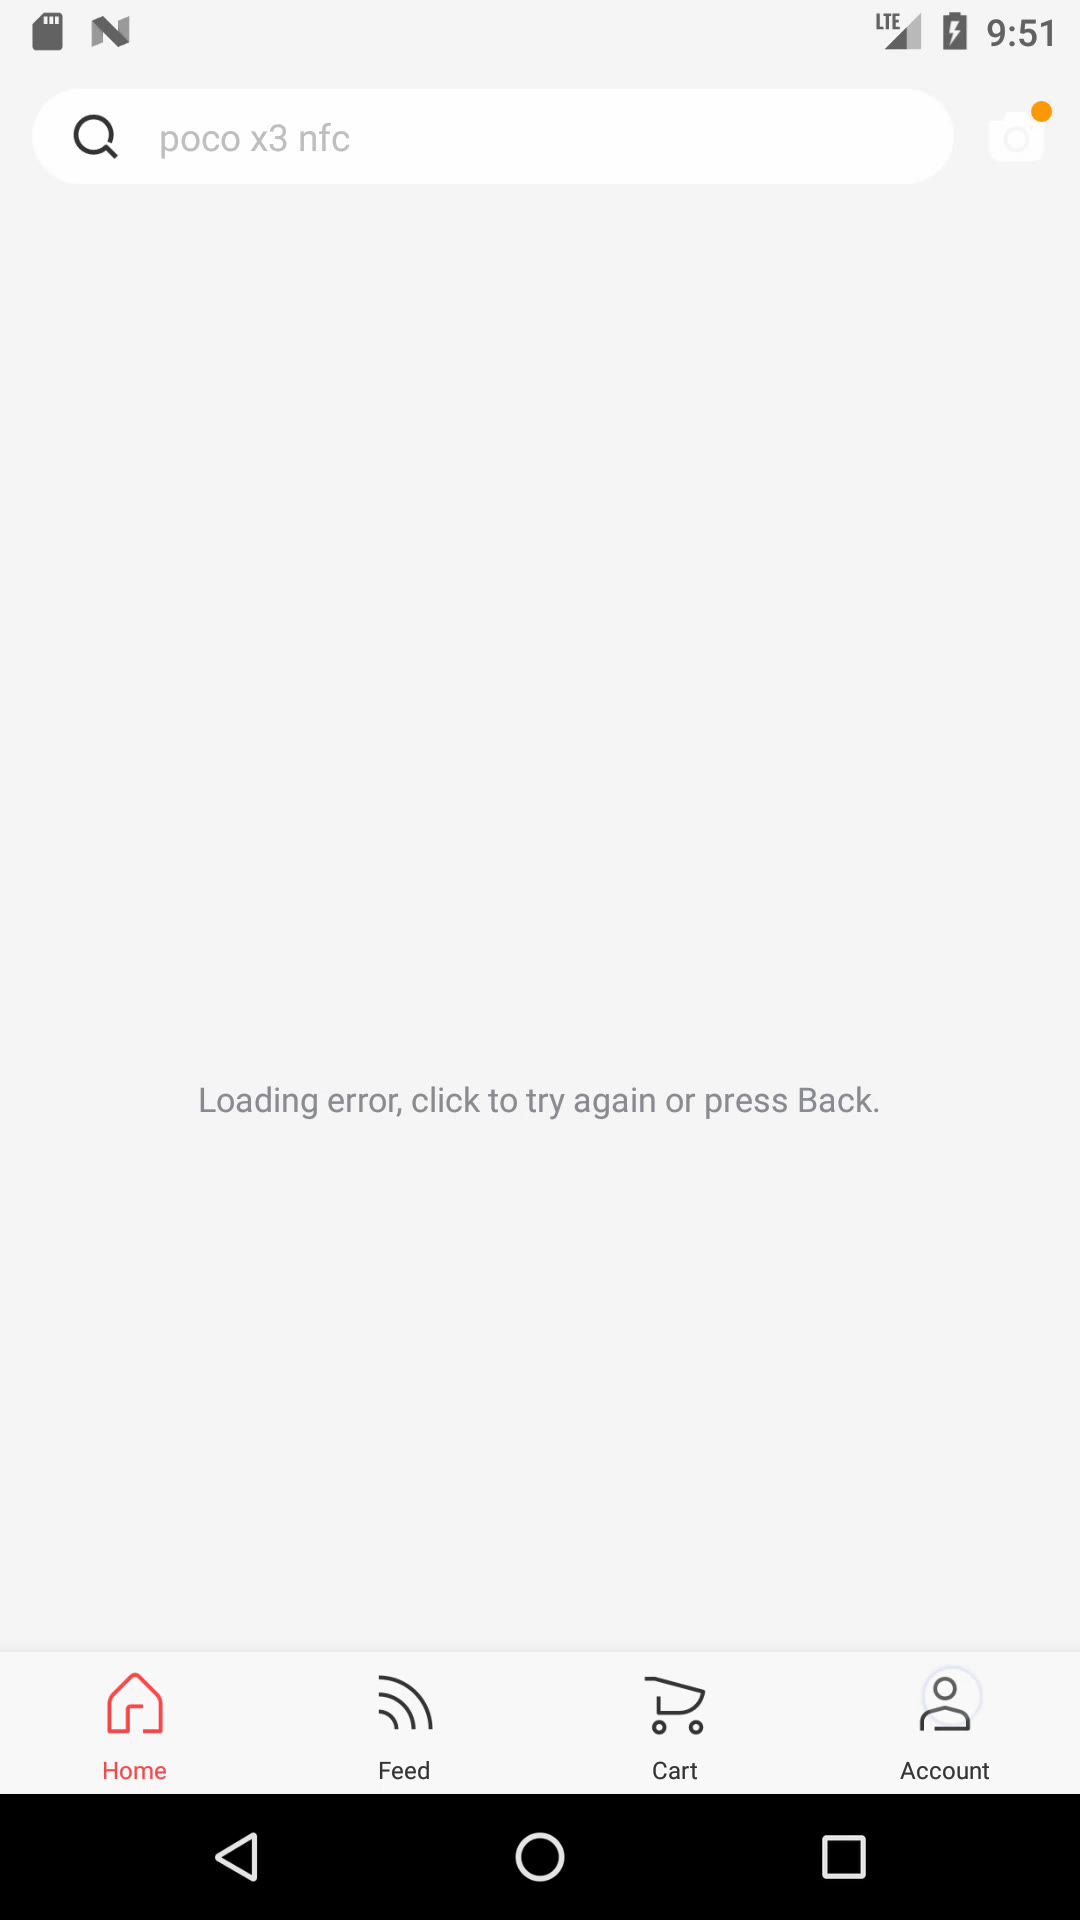 LTE 9:51
poco x3 nfc
Loading error, click to try again or press Back.
Home Feed Cart Account